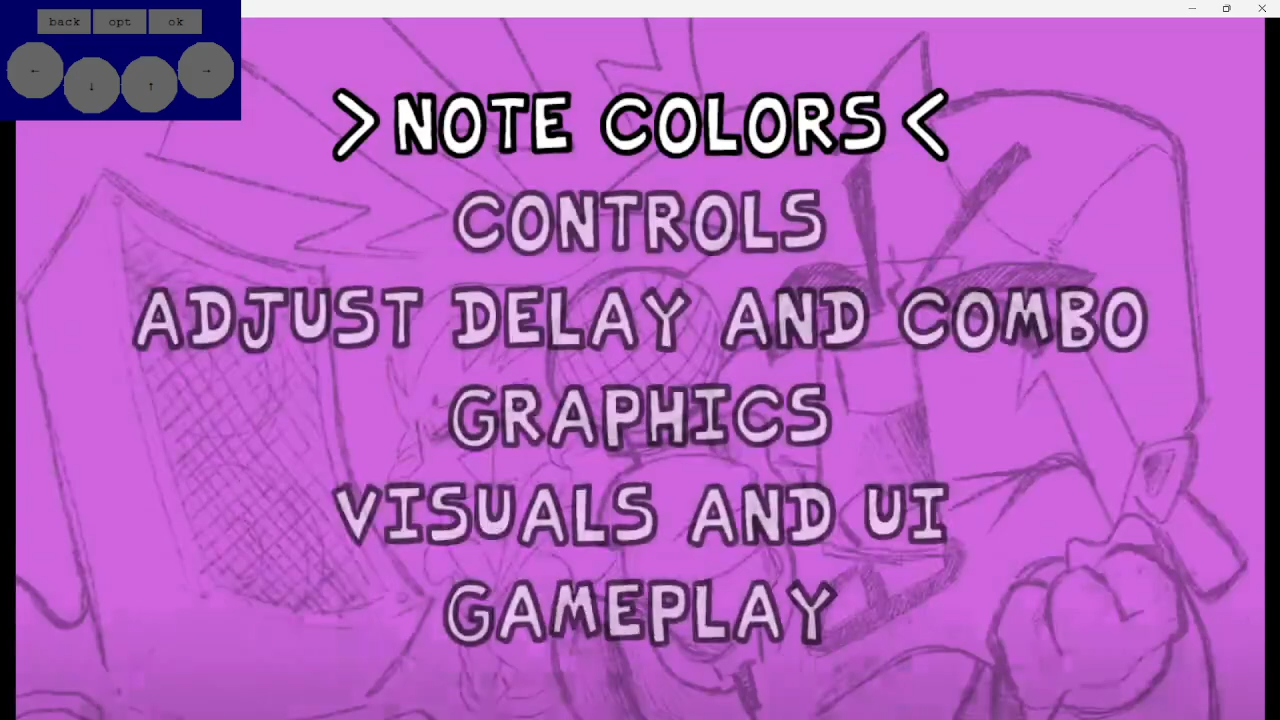 back opt ok
← ↓ ↑ →
>NOTE COLORS<
CONTROLS
ADJUST DELAY AND COMBO
GRAPHICS
VISUALS AND UI
GAMEPLAY